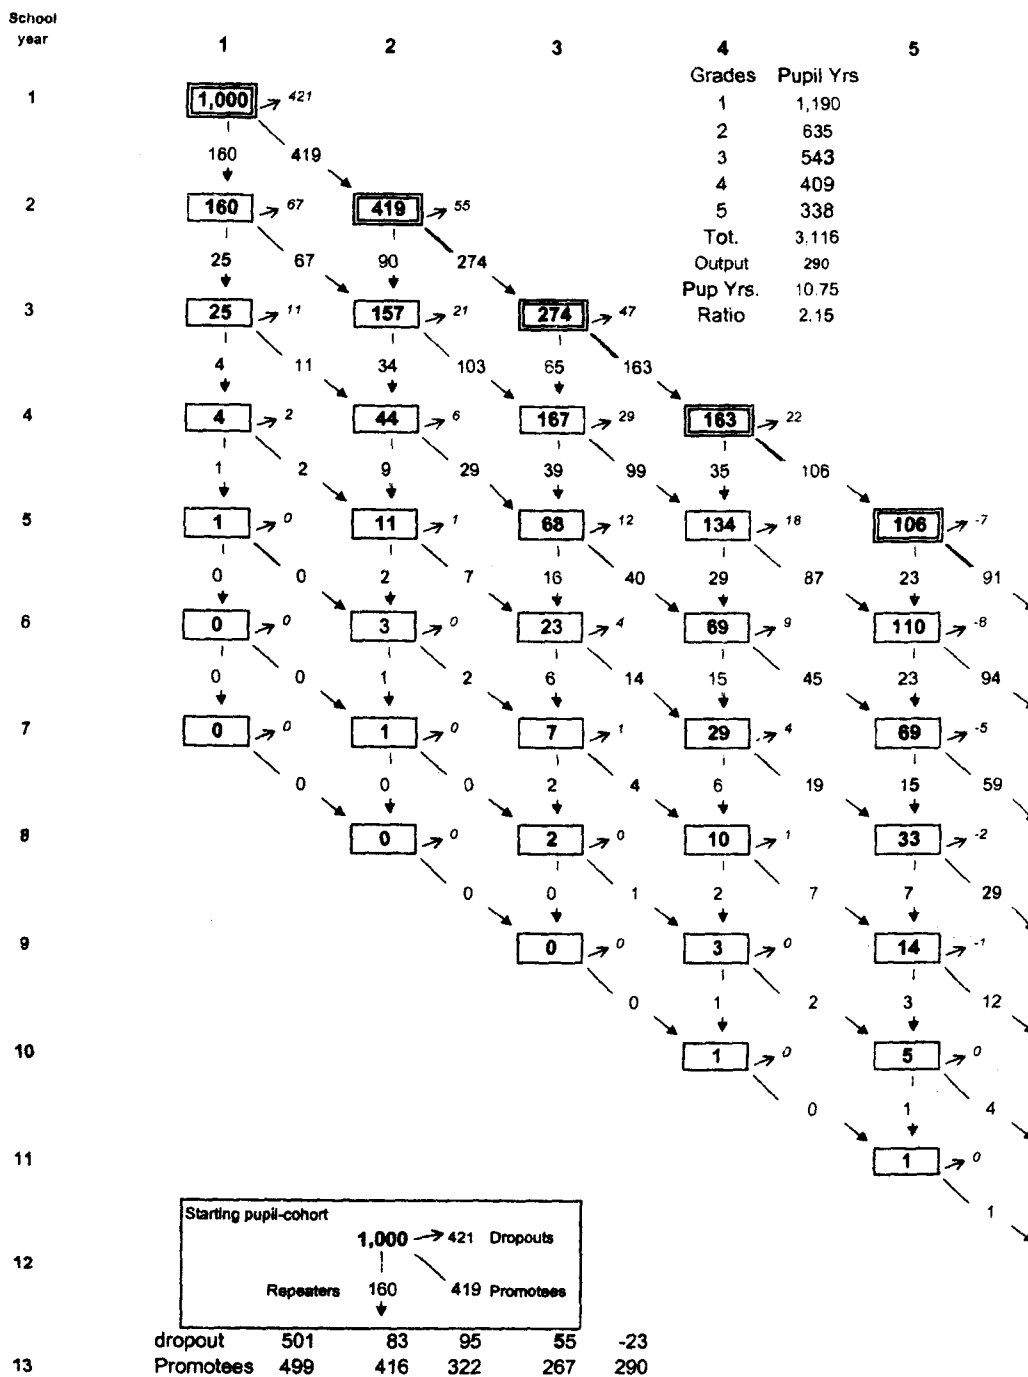 School
year
1 2 3 4 5
Grades Pupil Yrs
1 1,000 421 1 1,190
2 635
160 419 3 543
4 409
2 160 67 419 55 5 338
Tot. 3,116
25 67 90 274 Output 290
Pup Yrs. 10.75
3 25 11 157 21 274 47 Ratio 2.15
4 11 34 103 65 163
4 4 2 44 6 167 29 163 22
1 2 9 29 39 99 35 106
5 1 0 11 1 68 12 134 18 106 -7
0 0 2 7 16 40 29 87 23 91
6 0 0 3 0 23 4 69 9 110 -8
0 0 1 2 6 14 15 45 23 94
7 0 0 1 0 7 1 29 4 69 -5
0 0 0 2 4 6 19 15 59
8 0 0 2 0 10 1 33 -2
0 0 1 2 7 7 29
9 0 0 3 0 14 -1
0 1 2 3 12
10 1 0 5 0
0 1 4
11 1 0
1
Starting pupil-cohort
1,000 421 Dropouts
12
Repeaters 160 419 Promotees
dropout 501 83 95 55 -23
13 Promotees 499 416 322 267 290